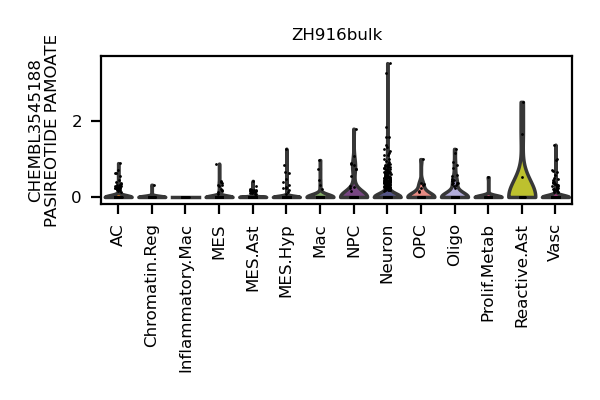 ZH916bulk
CHEMBL3545188
PASIREOTIDE PAMOATE
2
0
AC
Chromatin.Reg
Inflammatory.Mac
MES
MES.Ast
MES.Hyp
Mac
NPC
Neuron
OPC
Oligo
Prolif.Metab
Reactive.Ast
Vasc